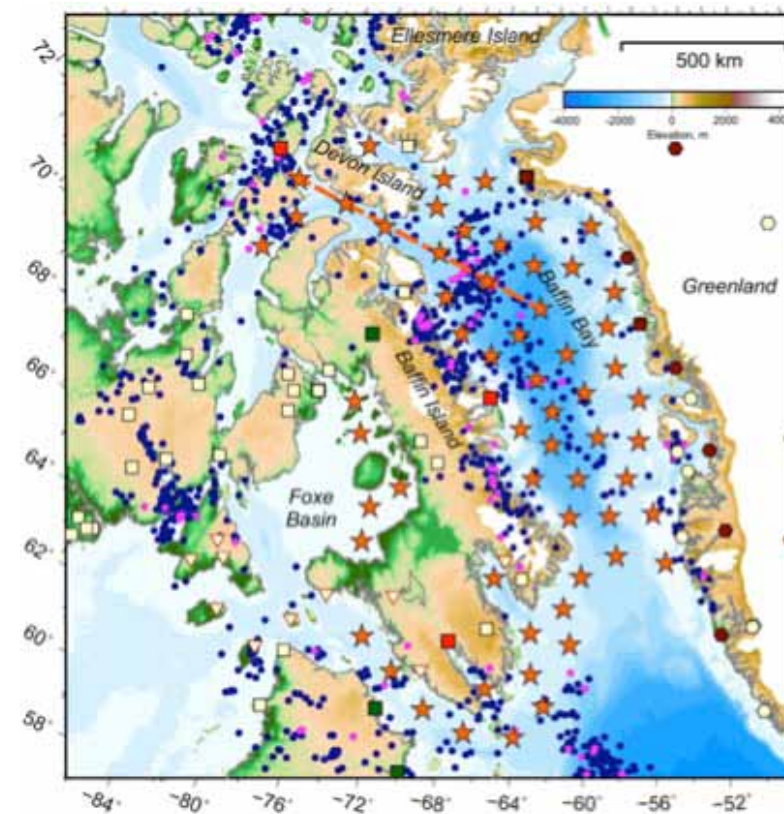 Ellesmere Island
500 km
-4000 -2000 0 2000 400
Elevation, m
72°
Devon Island
70°
Greenland
68°
Baffin Bay
66°
Baffin Island
64°
Foxe
Basin
62°
60°
58°
-84° -80° -76° -72° -68° -64° -60° -56° -52°